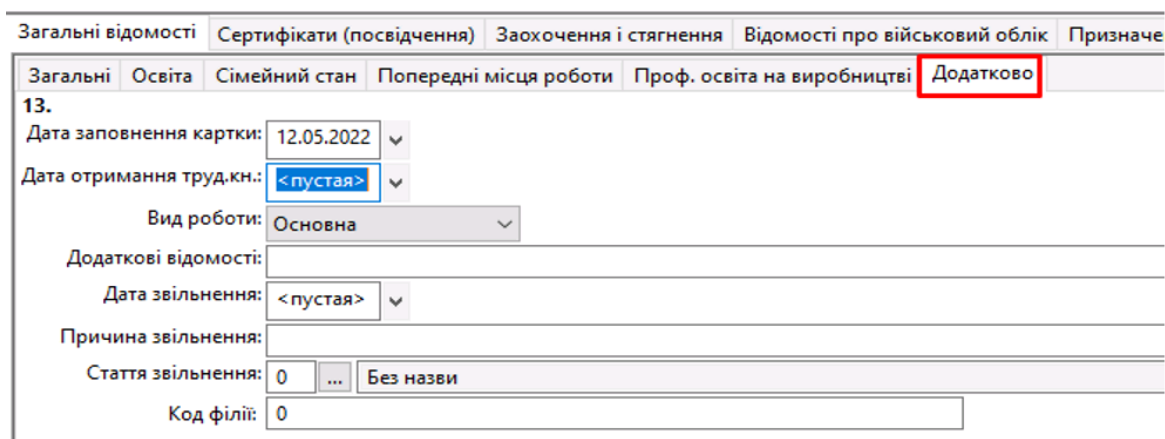 Загальні відомості Сертифікати (посвідчення) Заохочення і стягнення Відомості про військовий облік Призначе
Загальні Освіта Сімейний стан Попередні місця роботи Проф. освіта на виробництві Додатково
13.
Дата заповнення картки: 12.05.2022
Дата отримання труд.кн.: <пустая>
Вид роботи: Основна
Додаткові відомості:
Дата звільнення: <пустая>
Причина звільнення:
Стаття звільнення: 0 ... Без назви
Код філії: 0